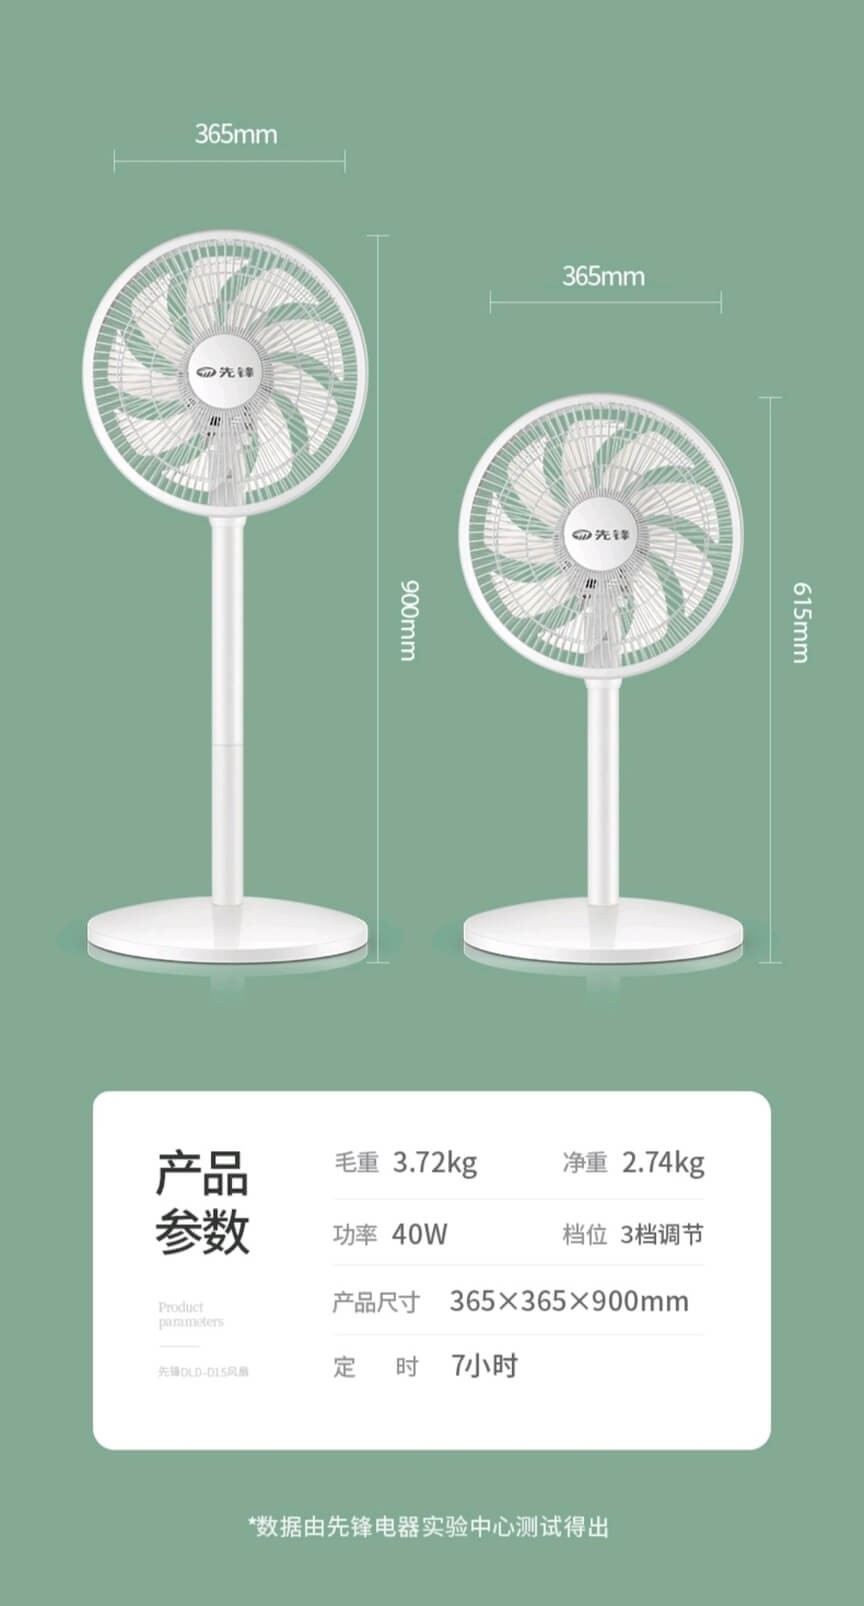 365mm
365mm
先锋
先锋
900mm
615mm
产品
参数
Product
parameters
先锋DLD-D15风扇
毛重 3.72kg
净重 2.74kg
功率 40W
档位 3档调节
产品尺寸 365×365×900mm
定 时 7小时
*数据由先锋电器实验中心测试得出